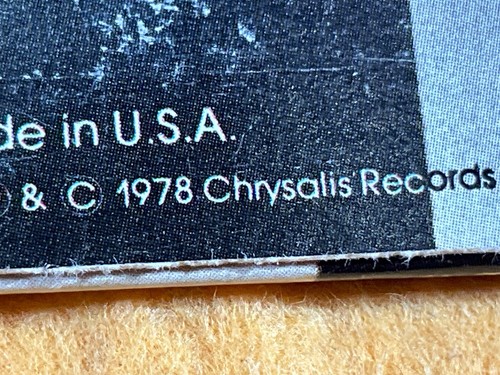 de in U.S.A.
& © 1978 Chrysalis Records